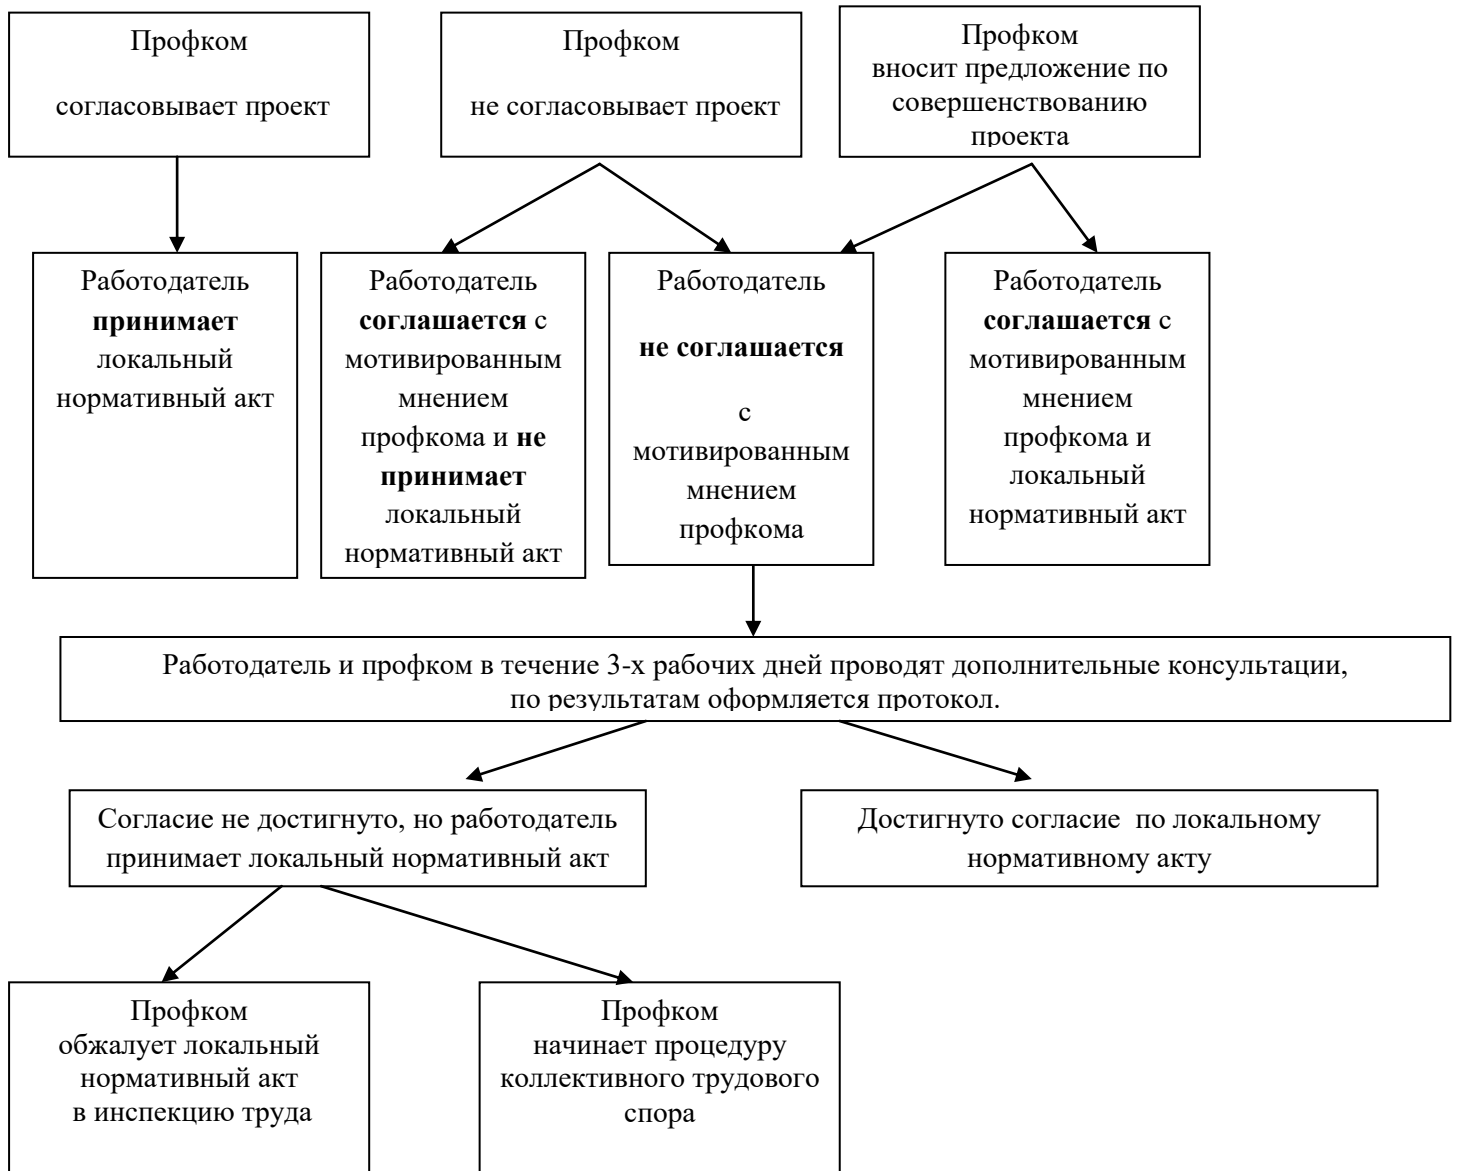 Профком
согласовывает проект
Профком
не согласовывает проект
Профком
вносит предложение по
совершенствованию
проекта
Работодатель
принимает
локальный
нормативный акт
Работодатель
соглашается с
мотивированным
мнением
профкома и не
принимает
локальный
нормативный акт
Работодатель
не соглашается
с
мотивированным
мнением
профкома
Работодатель
соглашается с
мотивированным
мнением
профкома и
локальный
нормативный акт
Работодатель и профком в течение 3-х рабочих дней проводят дополнительные консультации,
по результатам оформляется протокол.
Согласие не достигнуто, но работодатель
принимает локальный нормативный акт
Достигнуто согласие  по локальному
нормативному акту
Профком
обжалует локальный
нормативный акт
в инспекцию труда
Профком
начинает процедуру
коллективного трудового
спора